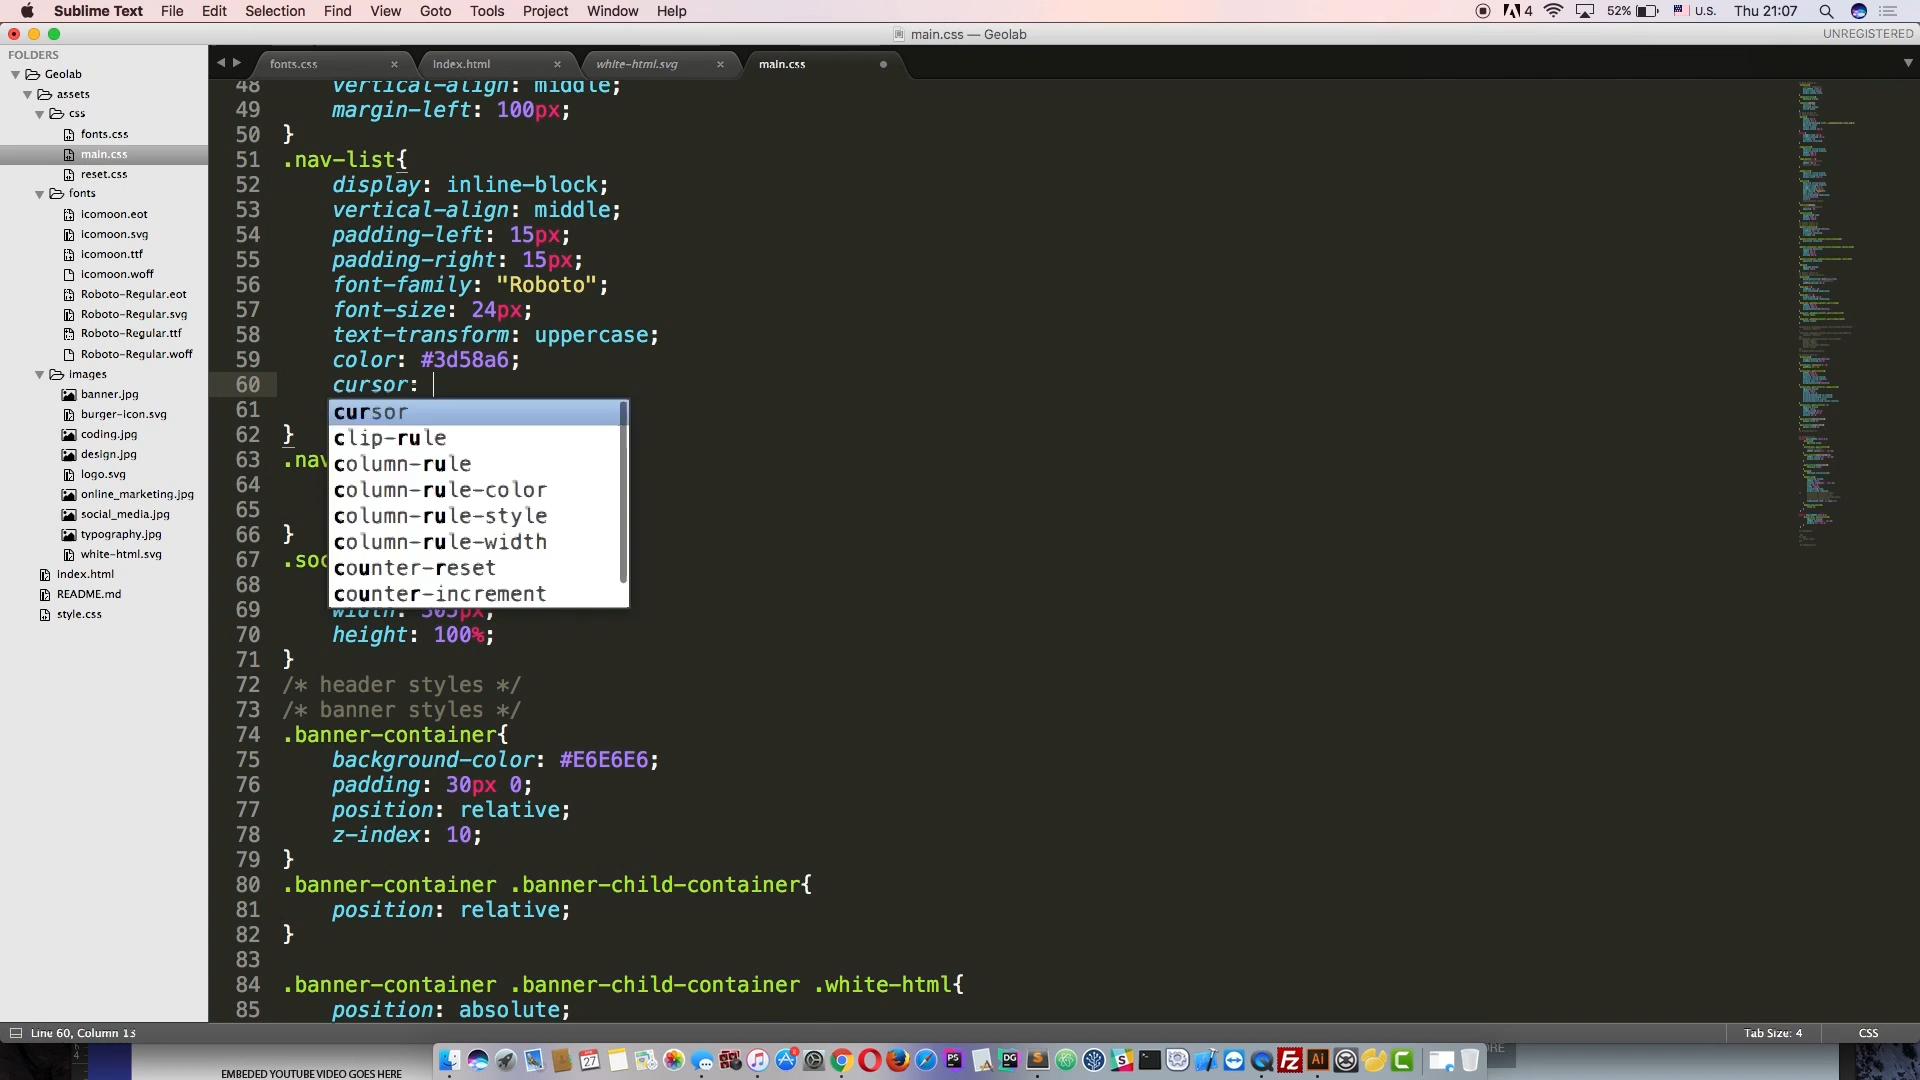 Sublime Text File Edit Selection Find View Goto Tools Project Window Help 4 52% U.S. Thu 21:07
main.css — Geolab UNREGISTERED
FOLDERS
Geolab
assets
css
fonts.css
main.css
reset.css
fonts
icomoon.eot
icomoon.svg
icomoon.ttf
icomoon.woff
Roboto-Regular.eot
Roboto-Regular.svg
Roboto-Regular.ttf
Roboto-Regular.woff
images
banner.jpg
burger-icon.svg
coding.jpg
design.jpg
logo.svg
online_marketing.jpg
social_media.jpg
typography.jpg
white-html.svg
index.html
README.md
style.css
fonts.css index.html white-html.svg main.css
48 vertical-align: middle;
49 margin-left: 100px;
50 }
51 .nav-list{
52 display: inline-block;
53 vertical-align: middle;
54 padding-left: 15px;
55 padding-right: 15px;
56 font-family: "Roboto";
57 font-size: 24px;
58 text-transform: uppercase;
59 color: #3d58a6;
60 cursor:
61
62 }
63 .nav
64
65
66 }
67 .soc
68
69 width: 305px;
70 height: 100%;
71 }
72 /* header styles */
73 /* banner styles */
74 .banner-container{
75 background-color: #E6E6E6;
76 padding: 30px 0;
77 position: relative;
78 z-index: 10;
79 }
80 .banner-container .banner-child-container{
81 position: relative;
82 }
83
84 .banner-container .banner-child-container .white-html{
85 position: absolute;
cursor
clip-rule
column-rule
column-rule-color
column-rule-style
column-rule-width
counter-reset
counter-increment
Line 60, Column 13 Tab Size: 4 CSS
EMBEDED YOUTUBE VIDEO GOES HERE